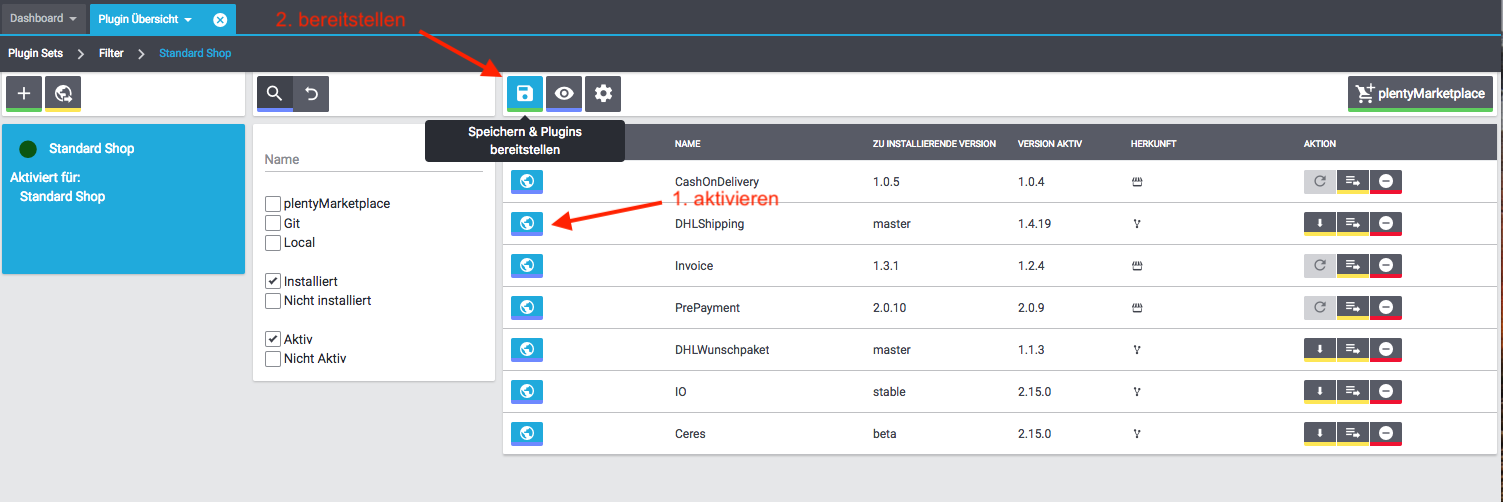 Dashboard
Plugin Übersicht
2. bereitstellen
Plugin Sets > Filter > Standard Shop
plentyMarketplace
Standard Shop
Aktiviert für:
Standard Shop
Name
plentyMarketplace
Git
Local
Installiert
Nicht installiert
Aktiv
Nicht Aktiv
Speichern & Plugins
bereitstellen
NAME ZU INSTALLIERENDE VERSION VERSION AKTIV HERKUNFT AKTION
CashOnDelivery 1.0.5 1.0.4
1. aktivieren
DHLShipping master 1.4.19
Invoice 1.3.1 1.2.4
PrePayment 2.0.10 2.0.9
DHLWunschpaket master 1.1.3
IO stable 2.15.0
Ceres beta 2.15.0